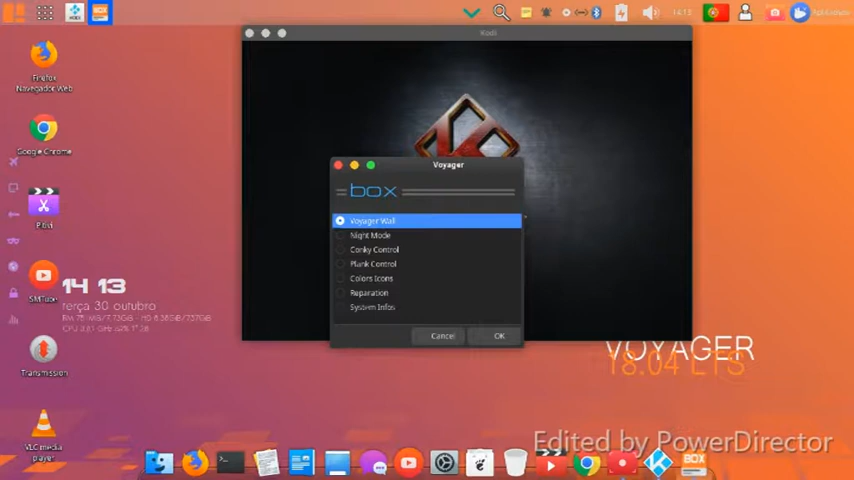 14:13
Kodi
Firefox
Navegador Web
Google Chrome
Pitivi
SMTube
Transmission
VLC media
player
14 13
terça 30 outubro
Voyager
box
Voyager Wall
Night Mode
Conky Control
Plank Control
Colors Icons
Reparation
System Infos
Cancel
OK
VOYAGER
18.04 LTS
Edited by PowerDirector
BOX